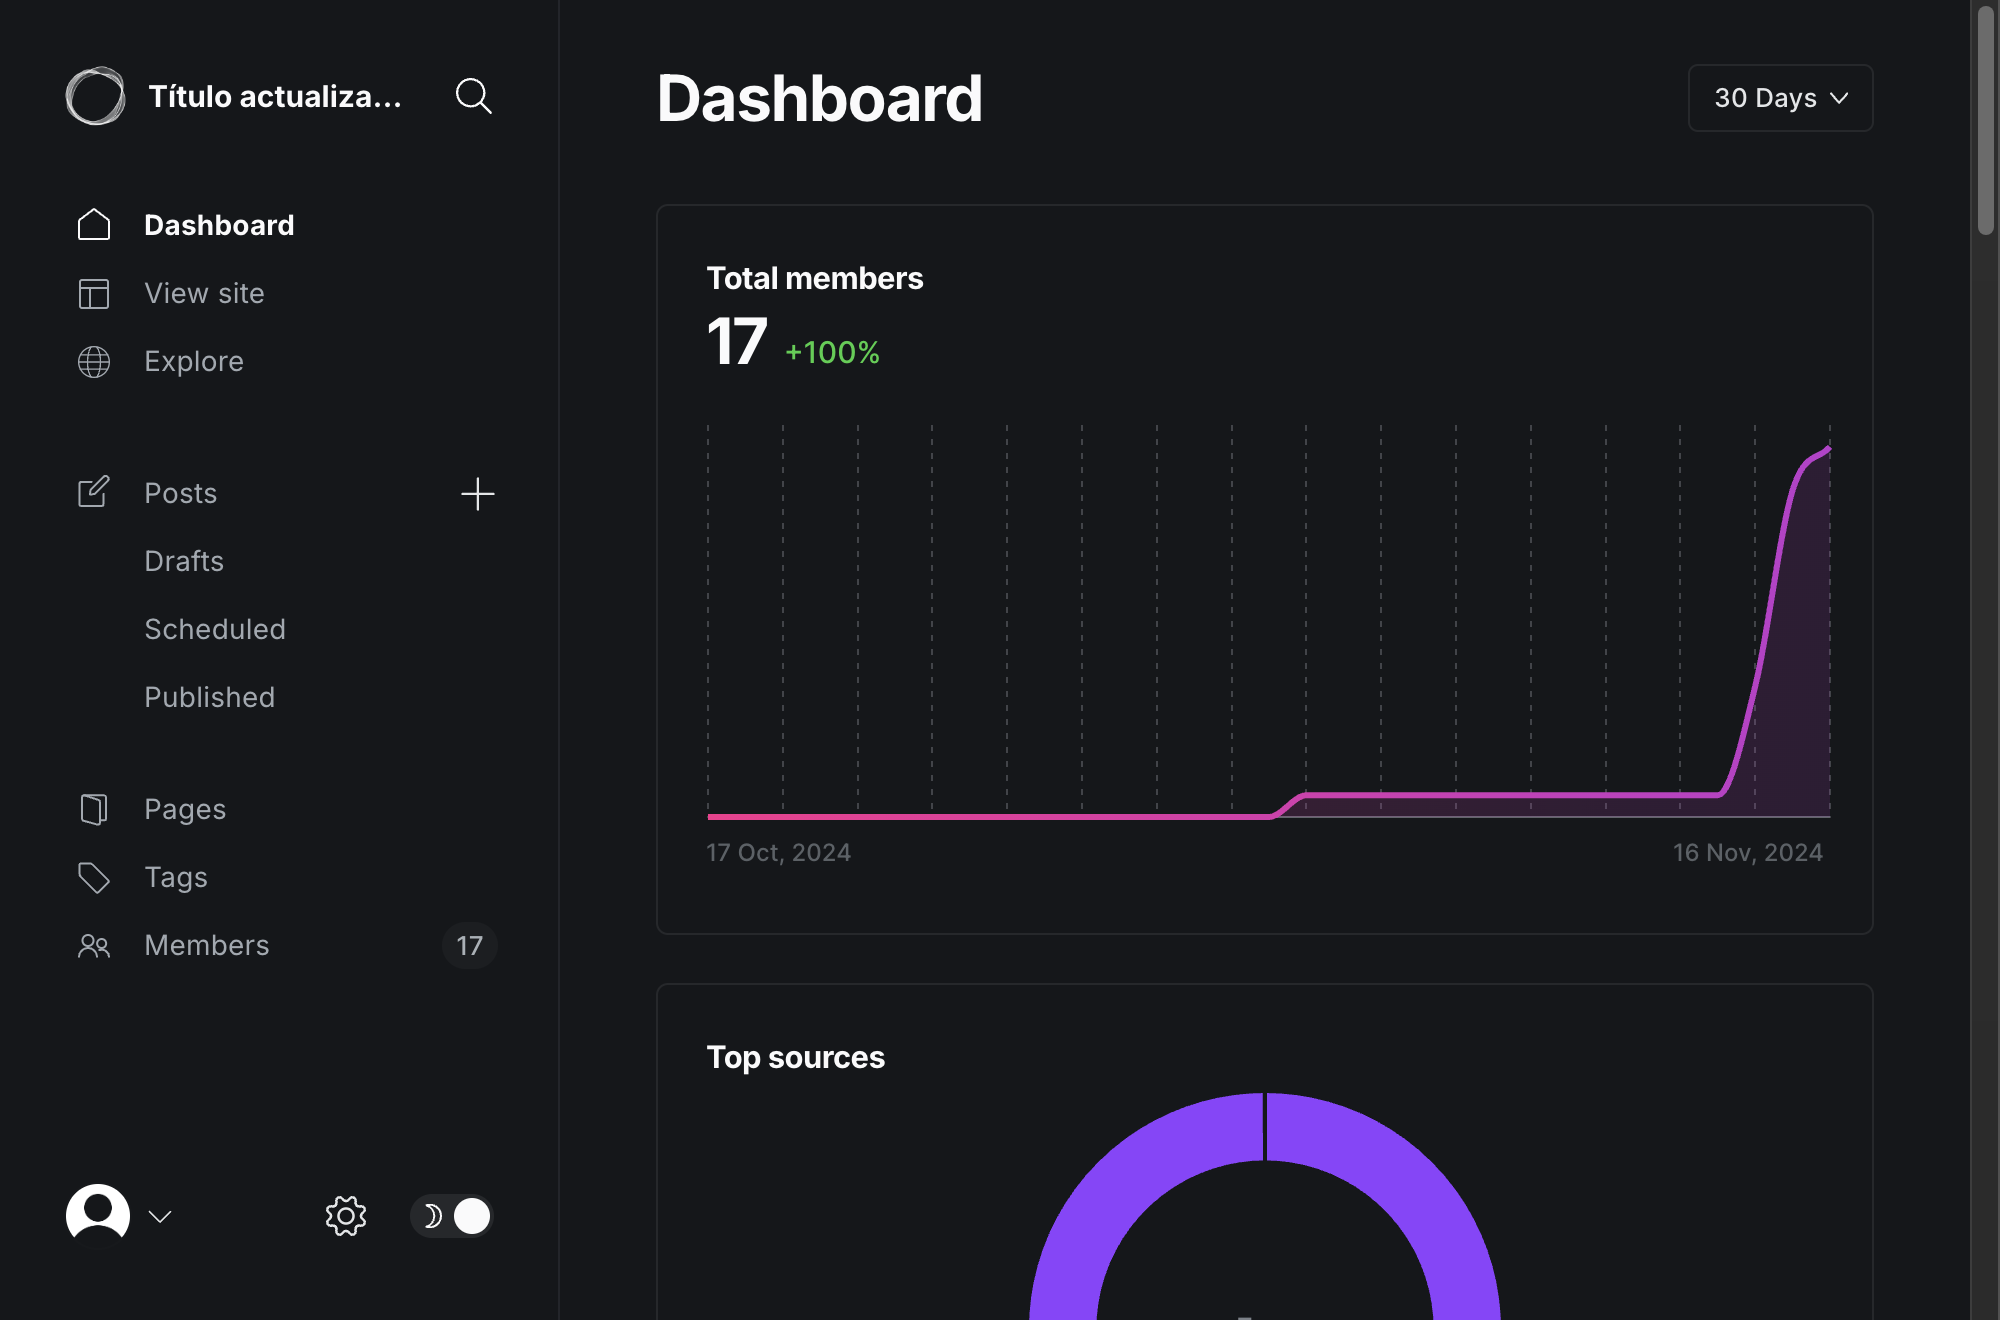 Título actualiza...
Dashboard
View site
Explore
Posts
Drafts
Scheduled
Published
Pages
Tags
Members
17
Dashboard
30 Days
Total members
17 +100%
17 Oct, 2024
16 Nov, 2024
Top sources